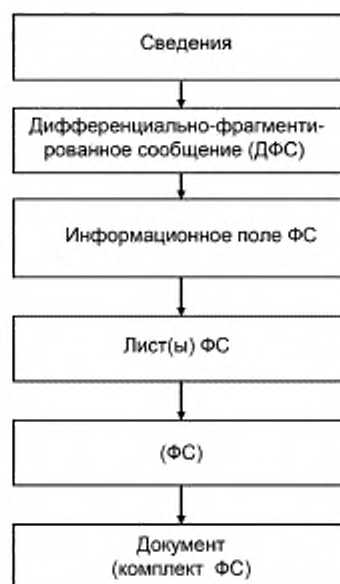 Сведения
Дифференциально-фрагменти-
рованное сообщение (ДФС)
Информационное поле ФС
Лист(ы) ФС
(ФС)
Документ
(комплект ФС)